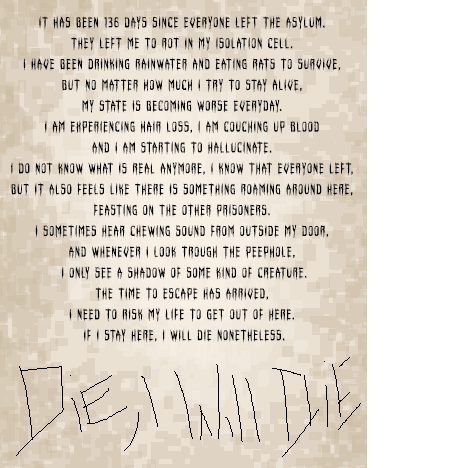 IT HAS BEEN 136 DAYS SINCE EVERYONE LEFT THE ASYLUM.
THEY LEFT ME TO ROT IN MY ISOLATION CELL.
I HAVE BEEN DRINKING RAINWATER AND EATING RATS TO SURVIVE,
BUT NO MATTER HOW MUCH I TRY TO STAY ALIVE,
MY STATE IS BECOMING WORSE EVERYDAY.
I AM EXPERIENCING HAIR LOSS, I AM COUGHING UP BLOOD
AND I AM STARTING TO HALLUCINATE.
I DO NOT KNOW WHAT IS REAL ANYMORE, I KNOW THAT EVERYONE LEFT,
BUT IT ALSO FEELS LIKE THERE IS SOMETHING ROAMING AROUND HERE,
FEASTING ON THE OTHER PRISONERS.
I SOMETIMES HEAR CHEWING SOUND FROM OUTSIDE MY DOOR,
AND WHENEVER I LOOK TROUGH THE PEEPHOLE,
I ONLY SEE A SHADOW OF SOME KIND OF CREATURE.
THE TIME TO ESCAPE HAS ARRIVED,
I NEED TO RISK MY LIFE TO GET OUT OF HERE.
IF I STAY HERE, I WILL DIE NONETHELESS.
DiE, I WiLL DiE